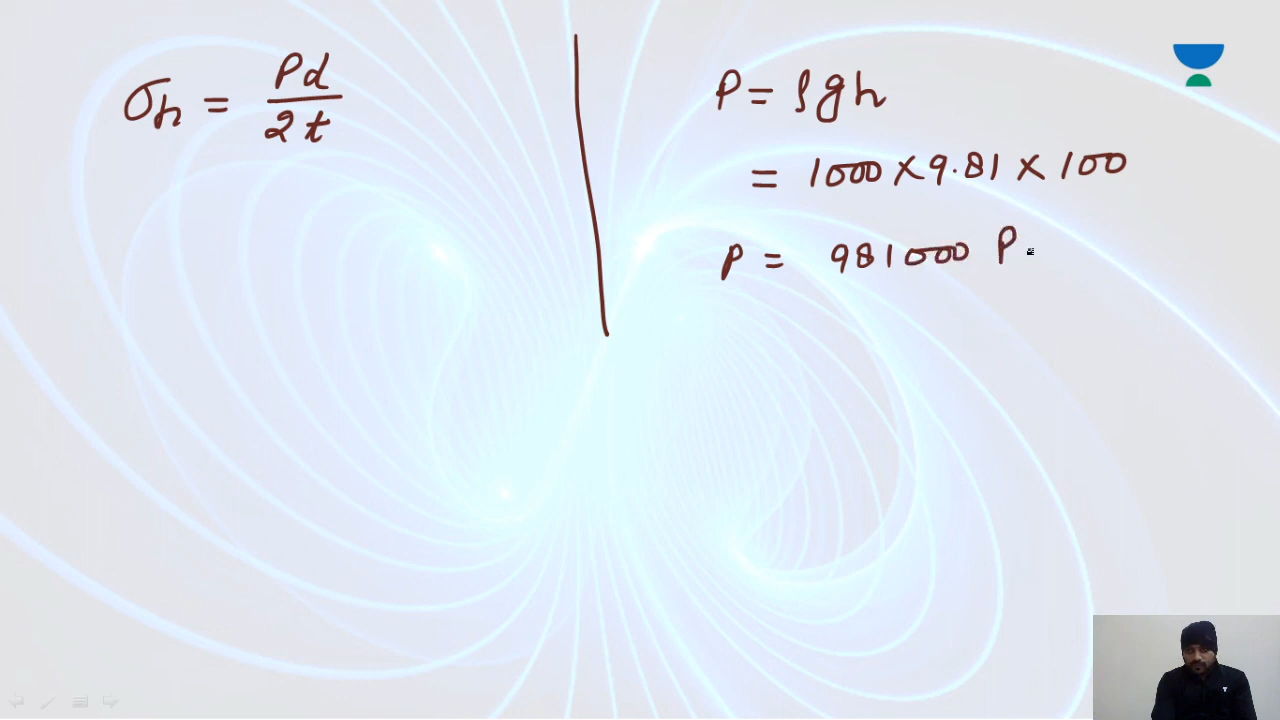 σh = Pd / 2t
P = ρgh
= 1000 × 9.81 × 100
P = 981000 P